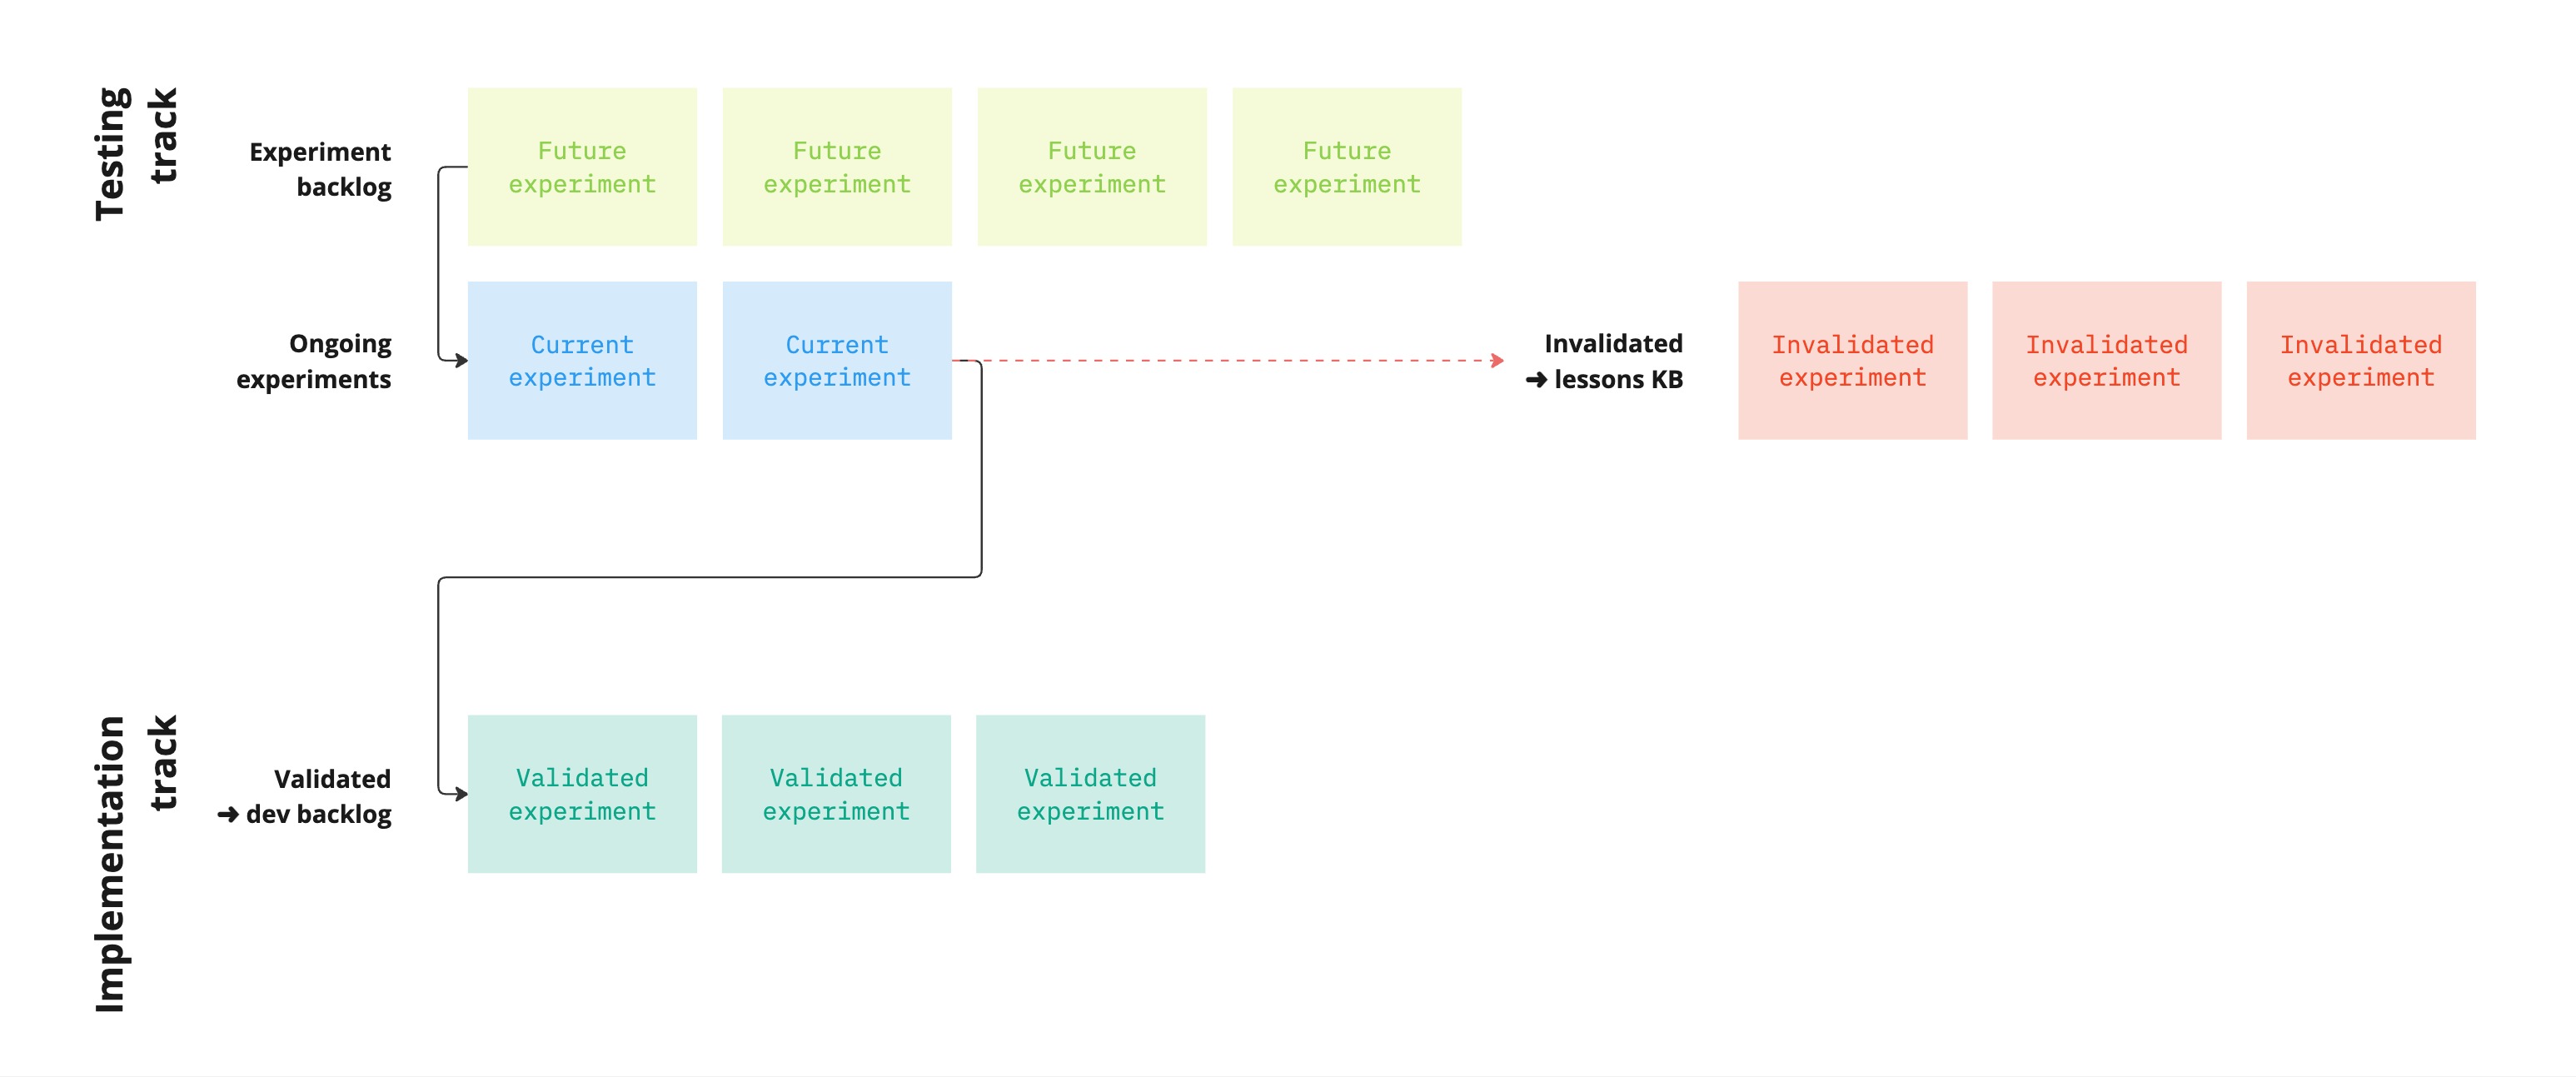 Testing
track
Experiment
backlog
Future
experiment
Future
experiment
Future
experiment
Future
experiment
Ongoing
experiments
Current
experiment
Current
experiment
Invalidated
➜ lessons KB
Invalidated
experiment
Invalidated
experiment
Invalidated
experiment
Implementation
track
Validated
➜ dev backlog
Validated
experiment
Validated
experiment
Validated
experiment